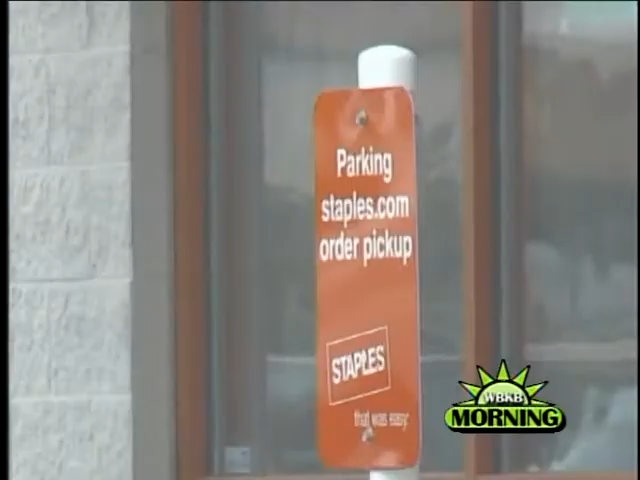 Parking
staples.com
order pickup
STAPLES
that was easy.
WBKB
MORNING